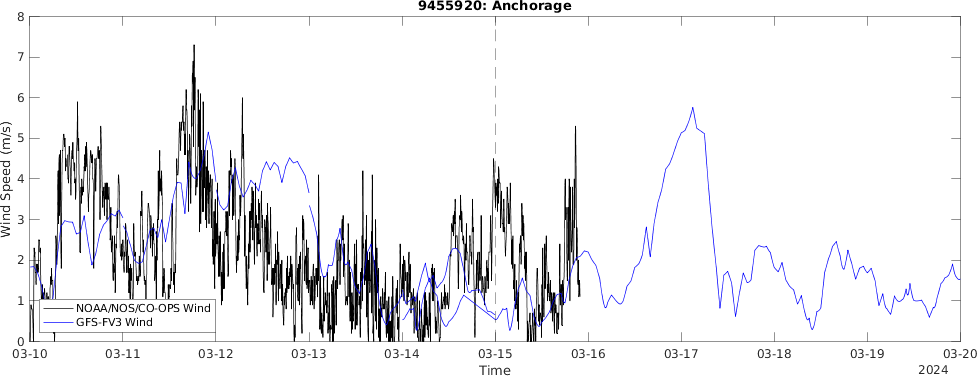 9455920: Anchorage
8
7
6
5
4
3
2
1
0
Wind Speed (m/s)
NOAA/NOS/CO-OPS Wind
GFS-FV3 Wind
03-10 03-11 03-12 03-13 03-14 03-15 03-16 03-17 03-18 03-19 03-20
Time
2024